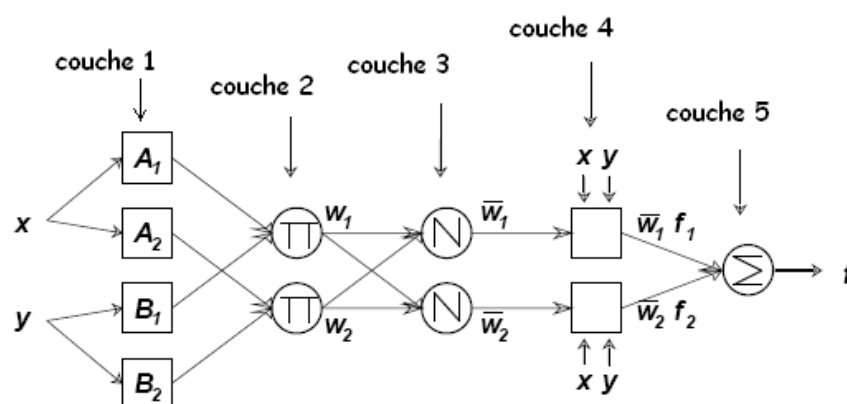 couche 1
couche 2
couche 3
couche 4
couche 5
x y
A₁
x
A₂
y
B₁
B₂
∏
w₁
∏
w₂
N
w̅₁
N
w̅₂
w̅₁ f₁
w̅₂ f₂
x y
Σ
f